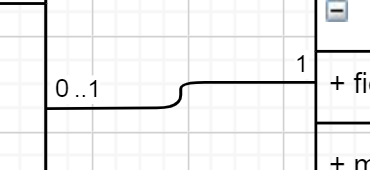 1
0 ..1
+ fi
+ m